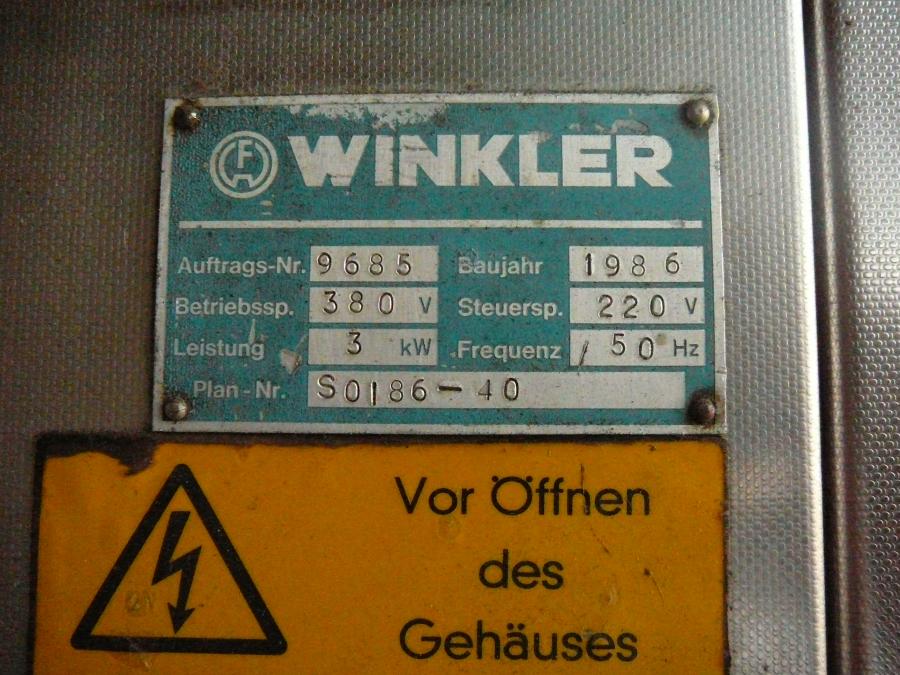 FWA WINKLER
Auftrags-Nr. 9685 Baujahr 1986
Betriebssp. 380 V Steuersp. 220 V
Leistung 3 kW Frequenz 50 Hz
Plan-Nr. S0186-40
Vor Öffnen
des
Gehäuses